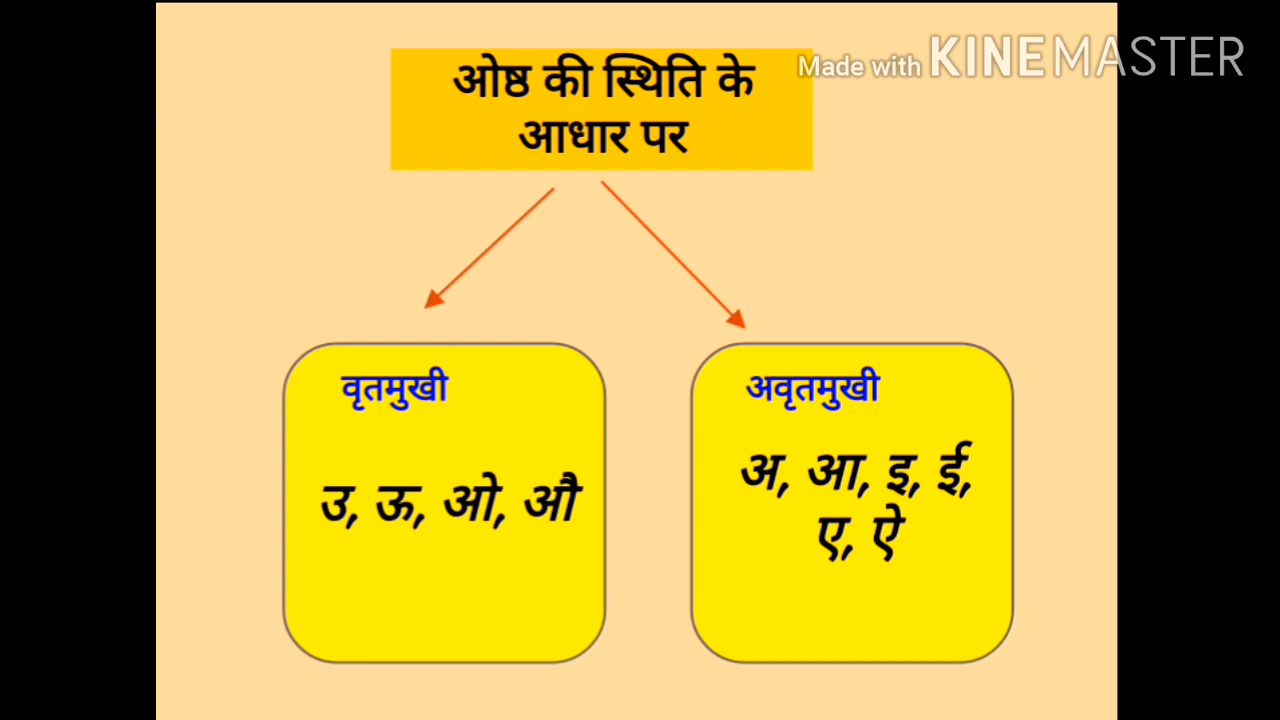 ओष्ठ की स्थिति के
आधार पर
Made with KINEMASTER
वृतमुखी
अवृतमुखी
उ, ऊ, ओ, औ
अ, आ, इ, ई,
ए, ऐ